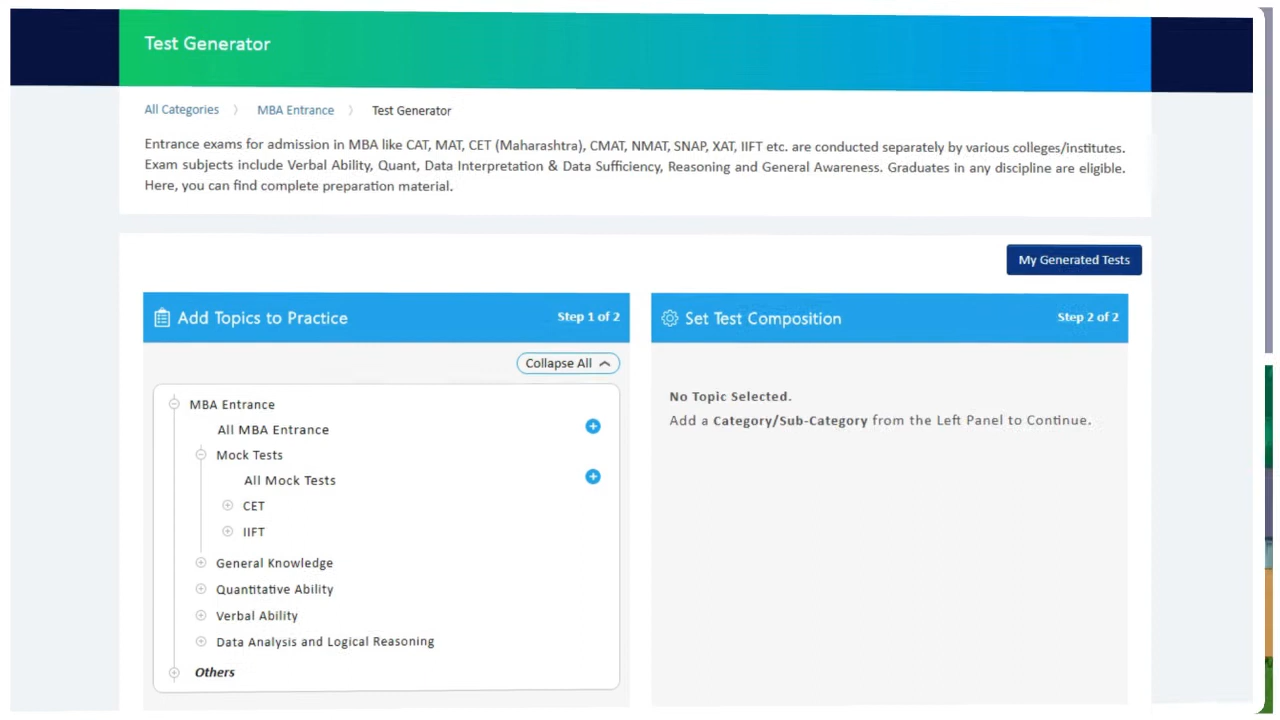 Test Generator
All Categories 〉 MBA Entrance 〉 Test Generator
Entrance exams for admission in MBA like CAT, MAT, CET (Maharashtra), CMAT, NMAT, SNAP, XAT, IIFT etc. are conducted separately by various colleges/institutes.
Exam subjects include Verbal Ability, Quant, Data Interpretation & Data Sufficiency, Reasoning and General Awareness. Graduates in any discipline are eligible.
Here, you can find complete preparation material.
My Generated Tests
Add Topics to Practice Step 1 of 2
Collapse All
MBA Entrance
All MBA Entrance
Mock Tests
All Mock Tests
CET
IIFT
General Knowledge
Quantitative Ability
Verbal Ability
Data Analysis and Logical Reasoning
Others
Set Test Composition Step 2 of 2
No Topic Selected.
Add a Category/Sub-Category from the Left Panel to Continue.